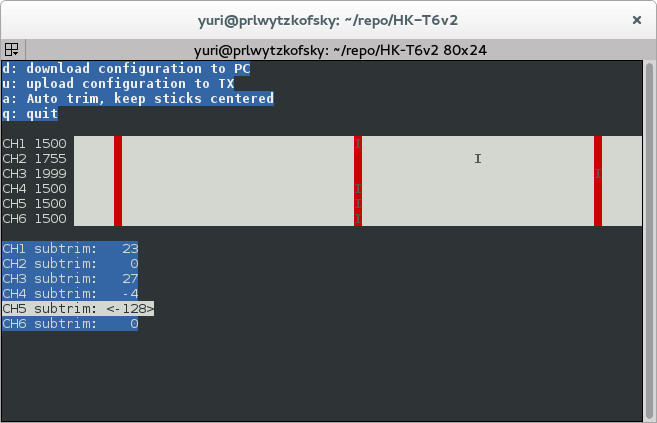 yuri@prlwytzkofsky: ~/repo/HK-T6v2
yuri@prlwytzkofsky: ~/repo/HK-T6v2 80x24
d: download configuration to PC
u: upload configuration to TX
a: Auto trim, keep sticks centered
q: quit
CH1 1500 I
CH2 1755 I
CH3 1999 I
CH4 1500 I
CH5 1500 I
CH6 1500 I
CH1 subtrim: 23
CH2 subtrim: 0
CH3 subtrim: 27
CH4 subtrim: -4
CH5 subtrim: <-128>
CH6 subtrim: 0